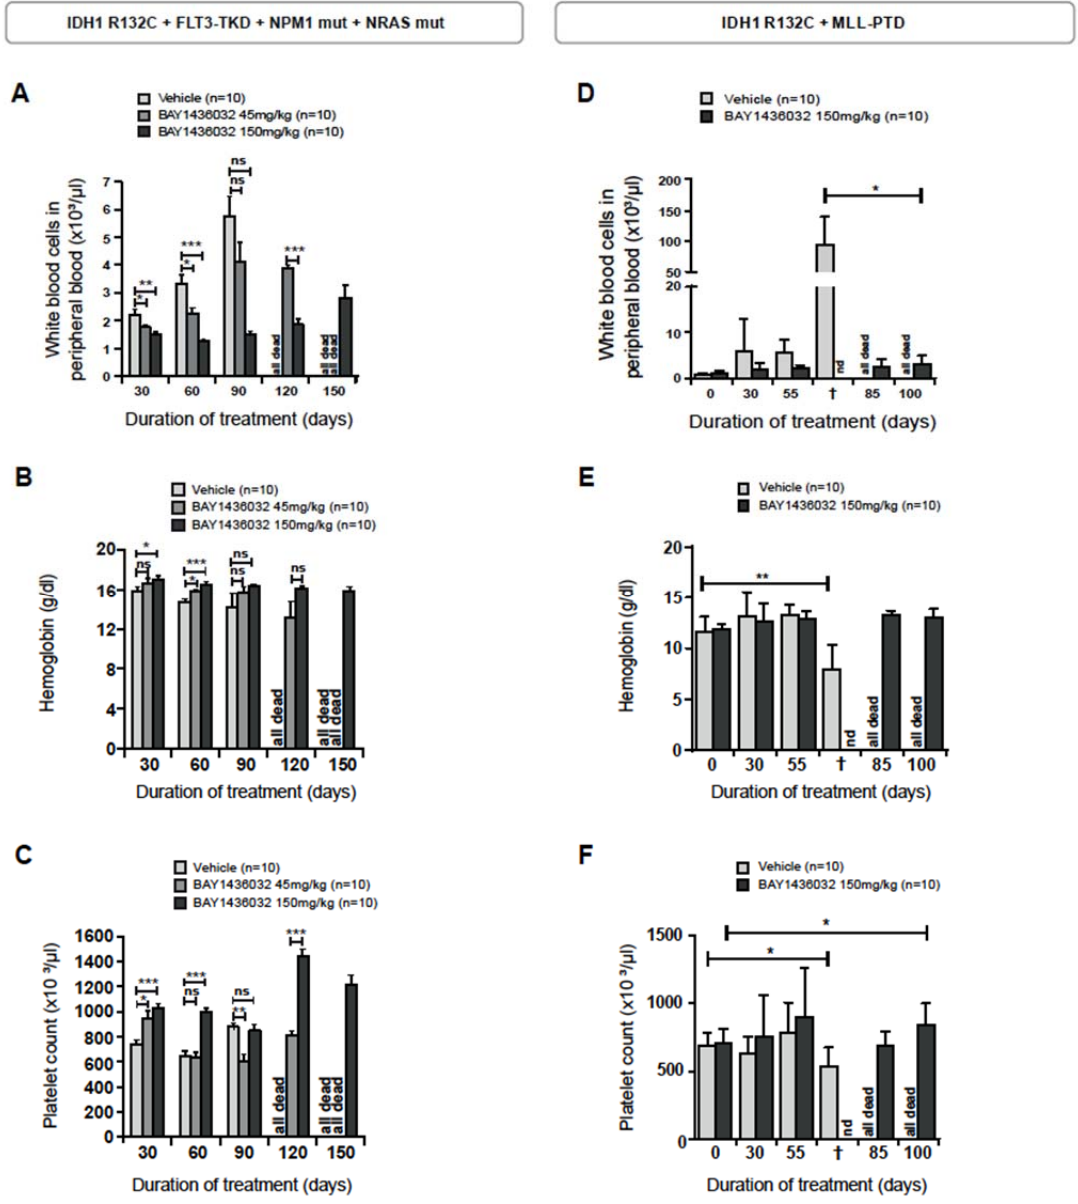 IDH1 R132C + FLT3-TKD + NPM1 mut + NRAS mut
IDH1 R132C + MLL-PTD
A
Vehicle (n=10)
BAY1436032 45mg/kg (n=10)
BAY1436032 150mg/kg (n=10)
White blood cells in
peripheral blood (x10³/µl)
7
6
5
4
3
2
1
0
* **
* ***
ns ns
***
all dead
all dead
all dead
30 60 90 120 150
Duration of treatment (days)
D
Vehicle (n=10)
BAY1436032 150mg/kg (n=10)
White blood cells in
peripheral blood (x10³/µl)
200
150
100
50
20
10
0
*
nd
all dead
all dead
0 30 55 † 85 100
Duration of treatment (days)
B
Vehicle (n=10)
BAY1436032 45mg/kg (n=10)
BAY1436032 150mg/kg (n=10)
Hemoglobin (g/dl)
20
16
12
8
4
0
ns *
* ***
ns ns
ns
all dead
all dead
all dead
30 60 90 120 150
Duration of treatment (days)
E
Vehicle (n=10)
BAY1436032 150mg/kg (n=10)
Hemoglobin (g/dl)
20
15
10
5
0
**
nd
all dead
all dead
0 30 55 † 85 100
Duration of treatment (days)
C
Vehicle (n=10)
BAY1436032 45mg/kg (n=10)
BAY1436032 150mg/kg (n=10)
Platelet count (x10 ³/µl)
1600
1400
1200
1000
800
600
400
200
0
* ***
ns ***
** ns
***
all dead
all dead
all dead
30 60 90 120 150
Duration of treatment (days)
F
Vehicle (n=10)
BAY1436032 150mg/kg (n=10)
Platelet count (x10 ³/µl)
1500
1000
500
0
*
*
nd
all dead
all dead
0 30 55 † 85 100
Duration of treatment (days)